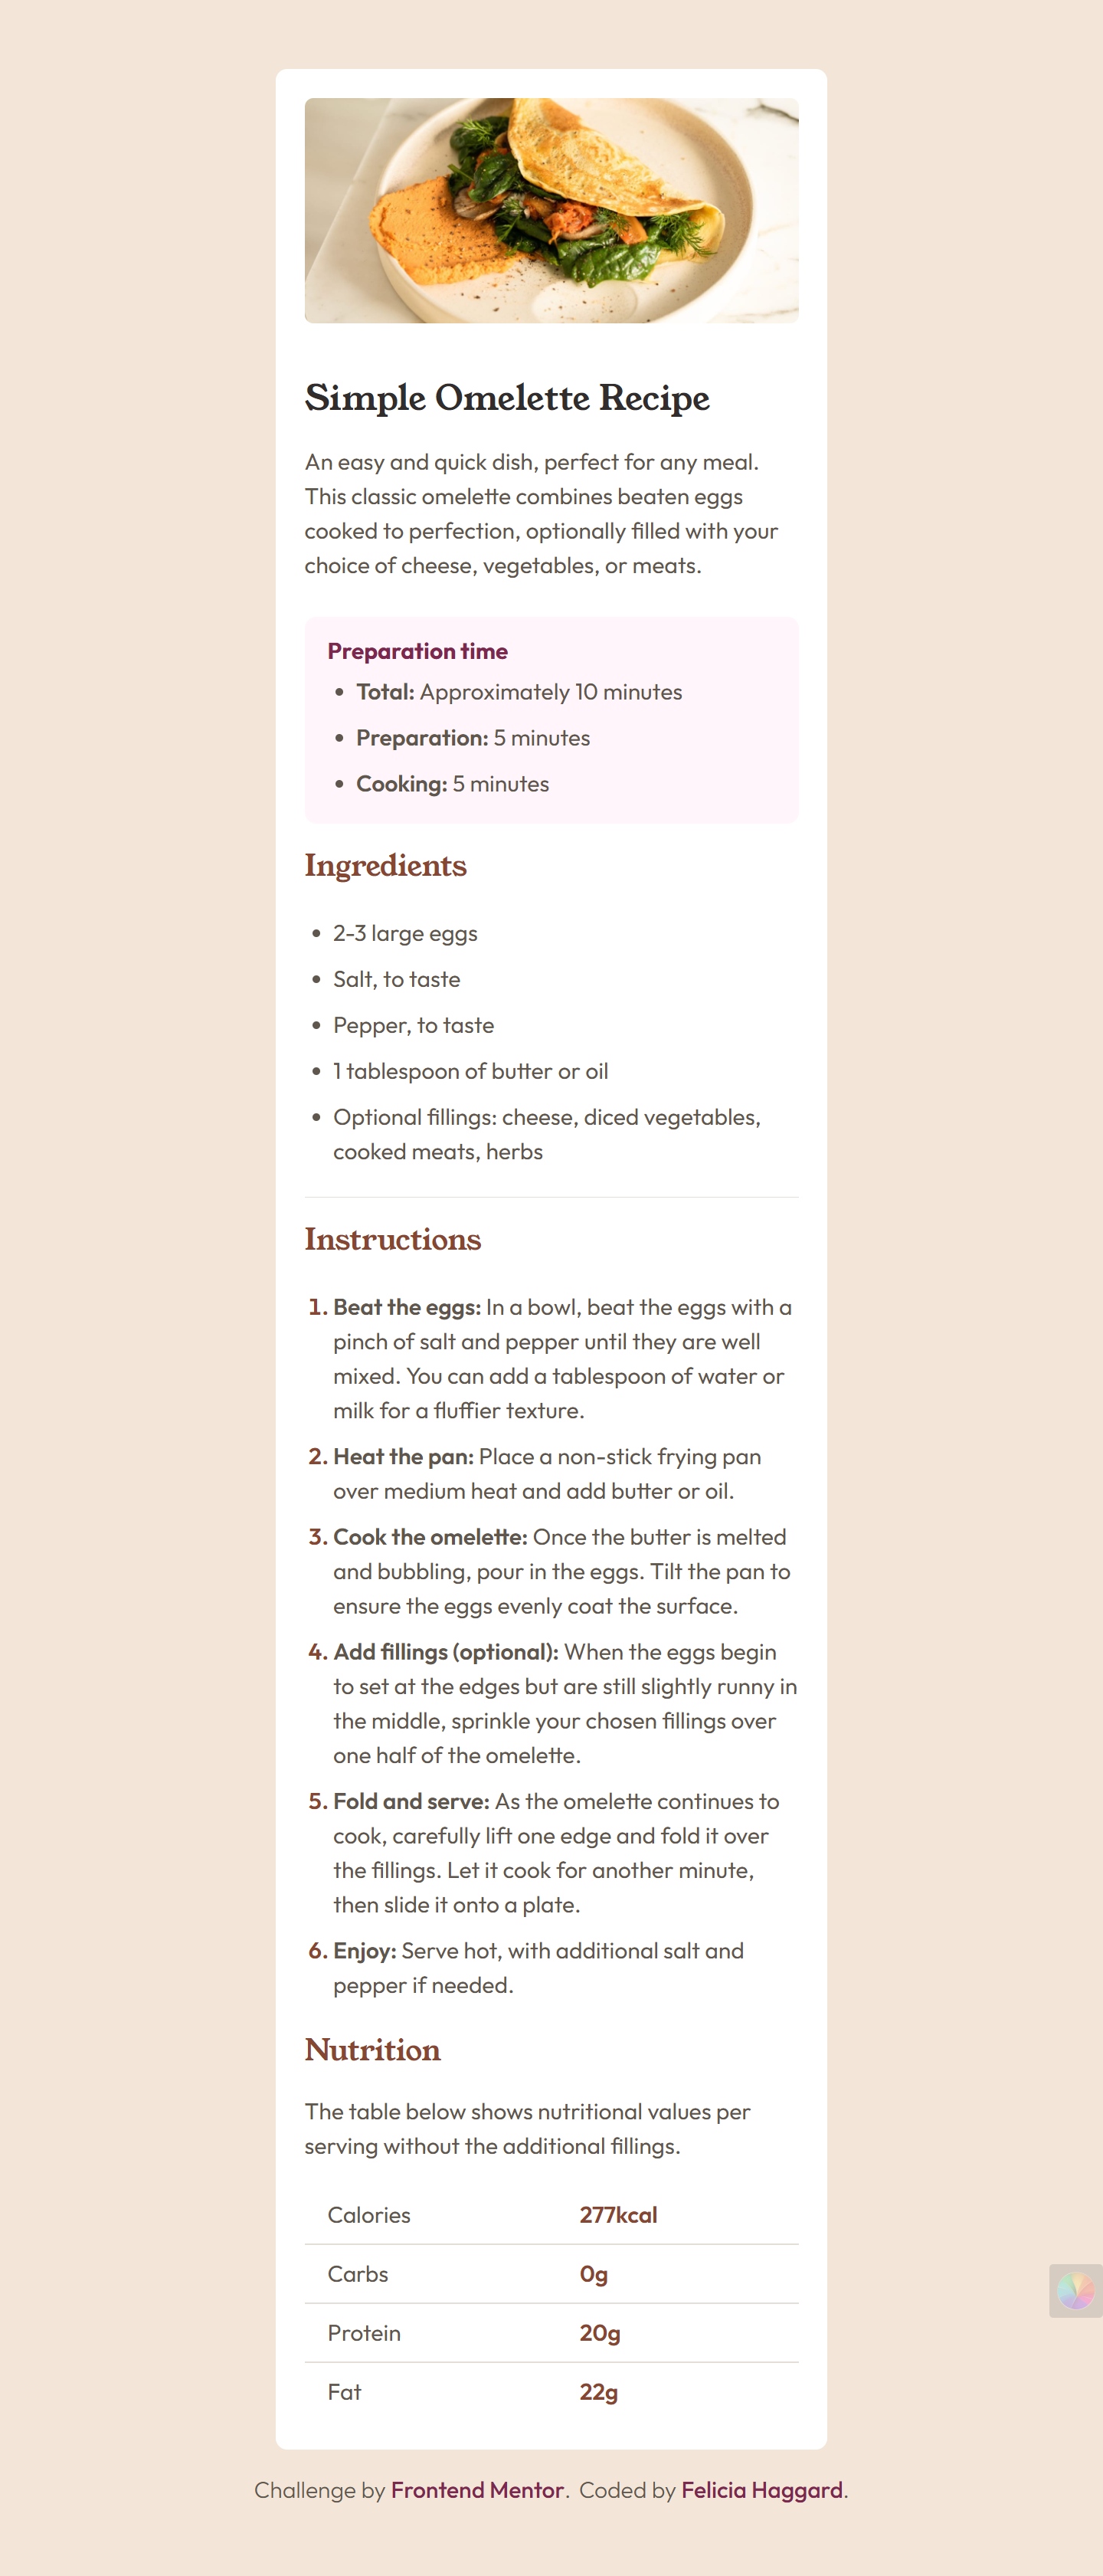 Simple Omelette Recipe
An easy and quick dish, perfect for any meal.
This classic omelette combines beaten eggs
cooked to perfection, optionally filled with your
choice of cheese, vegetables, or meats.
Preparation time
• Total: Approximately 10 minutes
• Preparation: 5 minutes
• Cooking: 5 minutes
Ingredients
• 2-3 large eggs
• Salt, to taste
• Pepper, to taste
• 1 tablespoon of butter or oil
• Optional fillings: cheese, diced vegetables,
cooked meats, herbs
Instructions
1. Beat the eggs: In a bowl, beat the eggs with a
pinch of salt and pepper until they are well
mixed. You can add a tablespoon of water or
milk for a fluffier texture.
2. Heat the pan: Place a non-stick frying pan
over medium heat and add butter or oil.
3. Cook the omelette: Once the butter is melted
and bubbling, pour in the eggs. Tilt the pan to
ensure the eggs evenly coat the surface.
4. Add fillings (optional): When the eggs begin
to set at the edges but are still slightly runny in
the middle, sprinkle your chosen fillings over
one half of the omelette.
5. Fold and serve: As the omelette continues to
cook, carefully lift one edge and fold it over
the fillings. Let it cook for another minute,
then slide it onto a plate.
6. Enjoy: Serve hot, with additional salt and
pepper if needed.
Nutrition
The table below shows nutritional values per
serving without the additional fillings.
Calories 277kcal
Carbs 0g
Protein 20g
Fat 22g
Challenge by Frontend Mentor. Coded by Felicia Haggard.